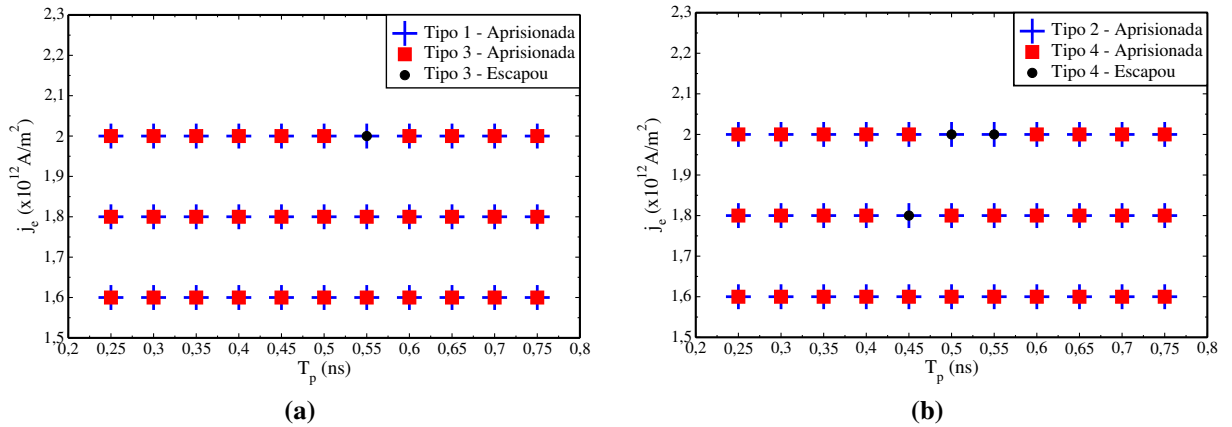 2,3
2,2
2,1
2
1,9
1,8
1,7
1,6
1,5
j_e (x10^12 A/m^2)
Tipo 1 - Aprisionada
Tipo 3 - Aprisionada
Tipo 3 - Escapou
0,2 0,25 0,3 0,35 0,4 0,45 0,5 0,55 0,6 0,65 0,7 0,75 0,8
T_p (ns)
(a)
2,3
2,2
2,1
2
1,9
1,8
1,7
1,6
1,5
j_e (x10^12 A/m^2)
Tipo 2 - Aprisionada
Tipo 4 - Aprisionada
Tipo 4 - Escapou
0,2 0,25 0,3 0,35 0,4 0,45 0,5 0,55 0,6 0,65 0,7 0,75 0,8
T_p (ns)
(b)